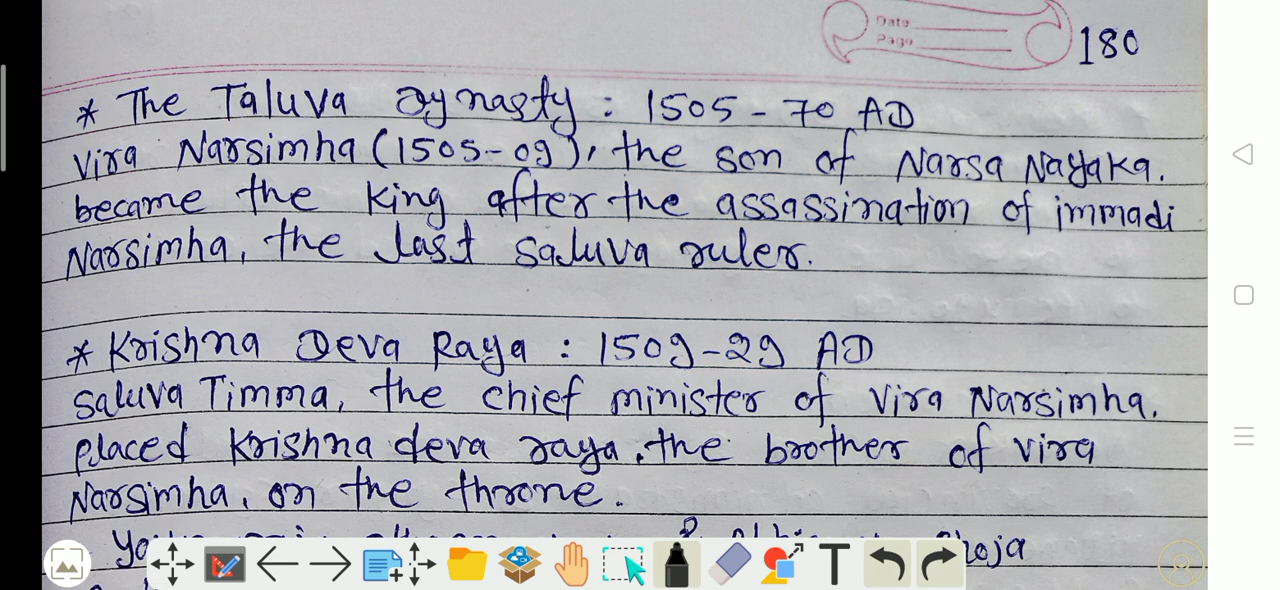 Date
Page
180
* The Taluva Dynasty : 1505 - 70 AD
Vira Narsimha (1505-09), the son of Narsa Nayaka.
became the king after the assassination of immadi
Narsimha, the last saluva ruler.
* Krishna Deva Raya : 1509-29 AD
Saluva Timma, the chief minister of Vira Narsimha.
placed Krishna deva raya, the brother of vira
Narsimha, on the throne.
T